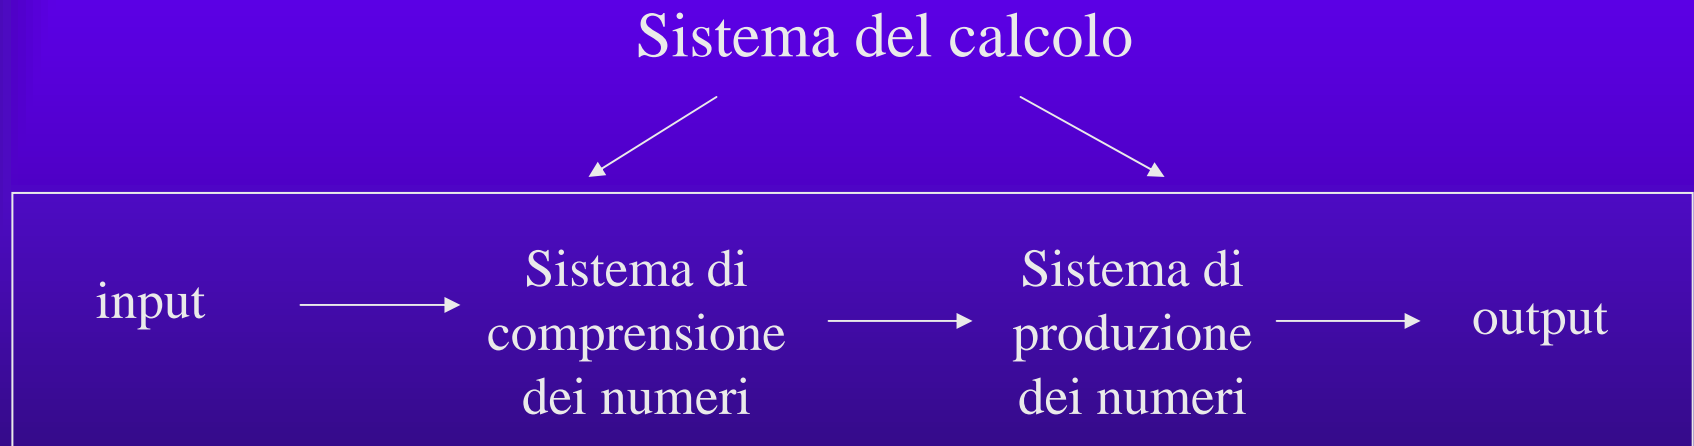 Sistema del calcolo
input
Sistema di
comprensione
dei numeri
Sistema di
produzione
dei numeri
output